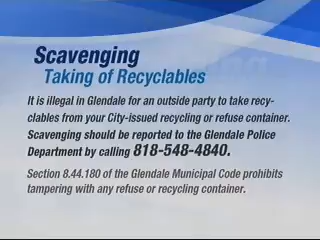 Scavenging
Taking of Recyclables
It is illegal in Glendale for an outside party to take recy-
clables from your City-issued recycling or refuse container.
Scavenging should be reported to the Glendale Police
Department by calling 818-548-4840.
Section 8.44.180 of the Glendale Municipal Code prohibits
tampering with any refuse or recycling container.